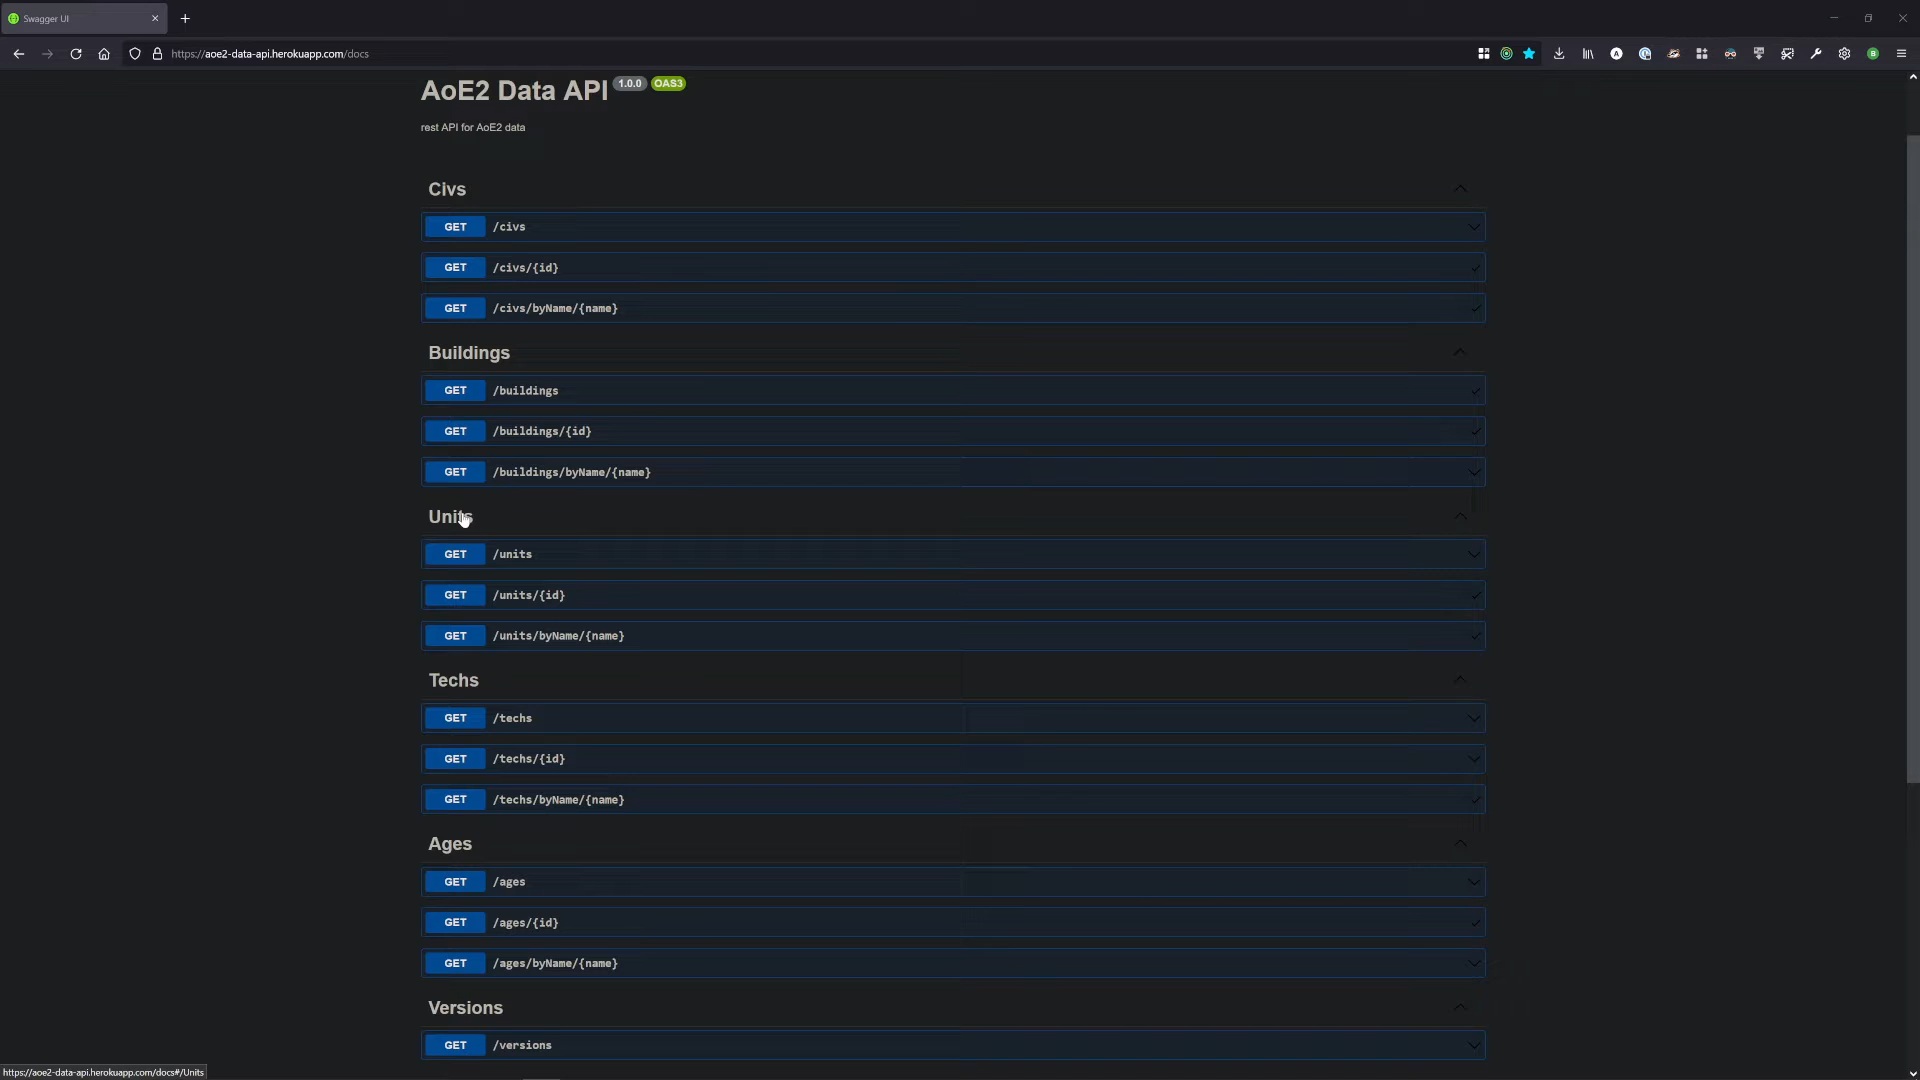 Swagger UI
https://aoe2-data-api.herokuapp.com/docs
AoE2 Data API 1.0.0 OAS3
rest API for AoE2 data
Civs
GET /civs
GET /civs/{id}
GET /civs/byName/{name}
Buildings
GET /buildings
GET /buildings/{id}
GET /buildings/byName/{name}
Units
GET /units
GET /units/{id}
GET /units/byName/{name}
Techs
GET /techs
GET /techs/{id}
GET /techs/byName/{name}
Ages
GET /ages
GET /ages/{id}
GET /ages/byName/{name}
Versions
GET /versions
https://aoe2-data-api.herokuapp.com/docs#/Units